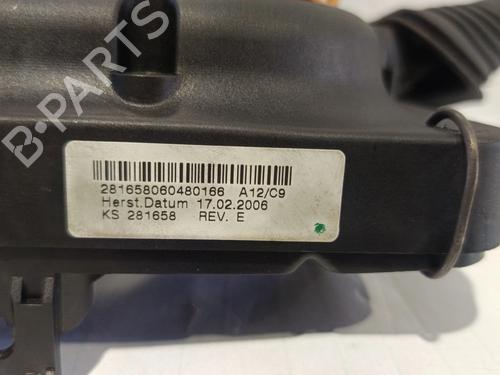 B-PARTS
281658060480166 A12/C9
Herst.Datum 17.02.2006
KS 281658 REV. E